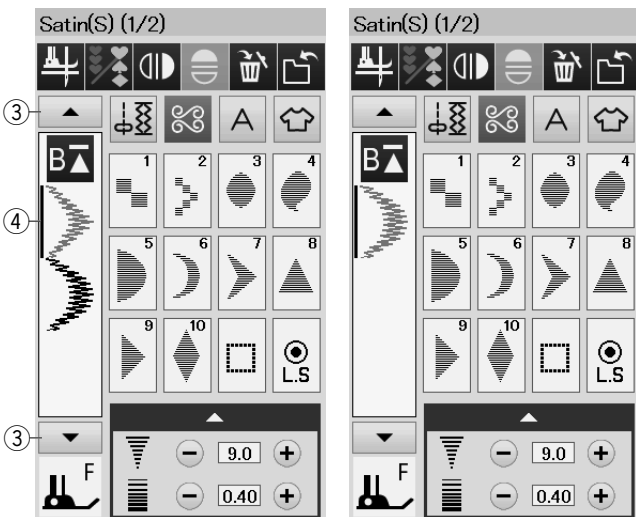 Satin(S) (1/2)
3
A
B
1 2 3 4
4
5 6 7 8
9 10
L.S
3
9.0
F
0.40
Satin(S) (1/2)
A
B
1 2 3 4
5 6 7 8
9 10
L.S
9.0
F
0.40